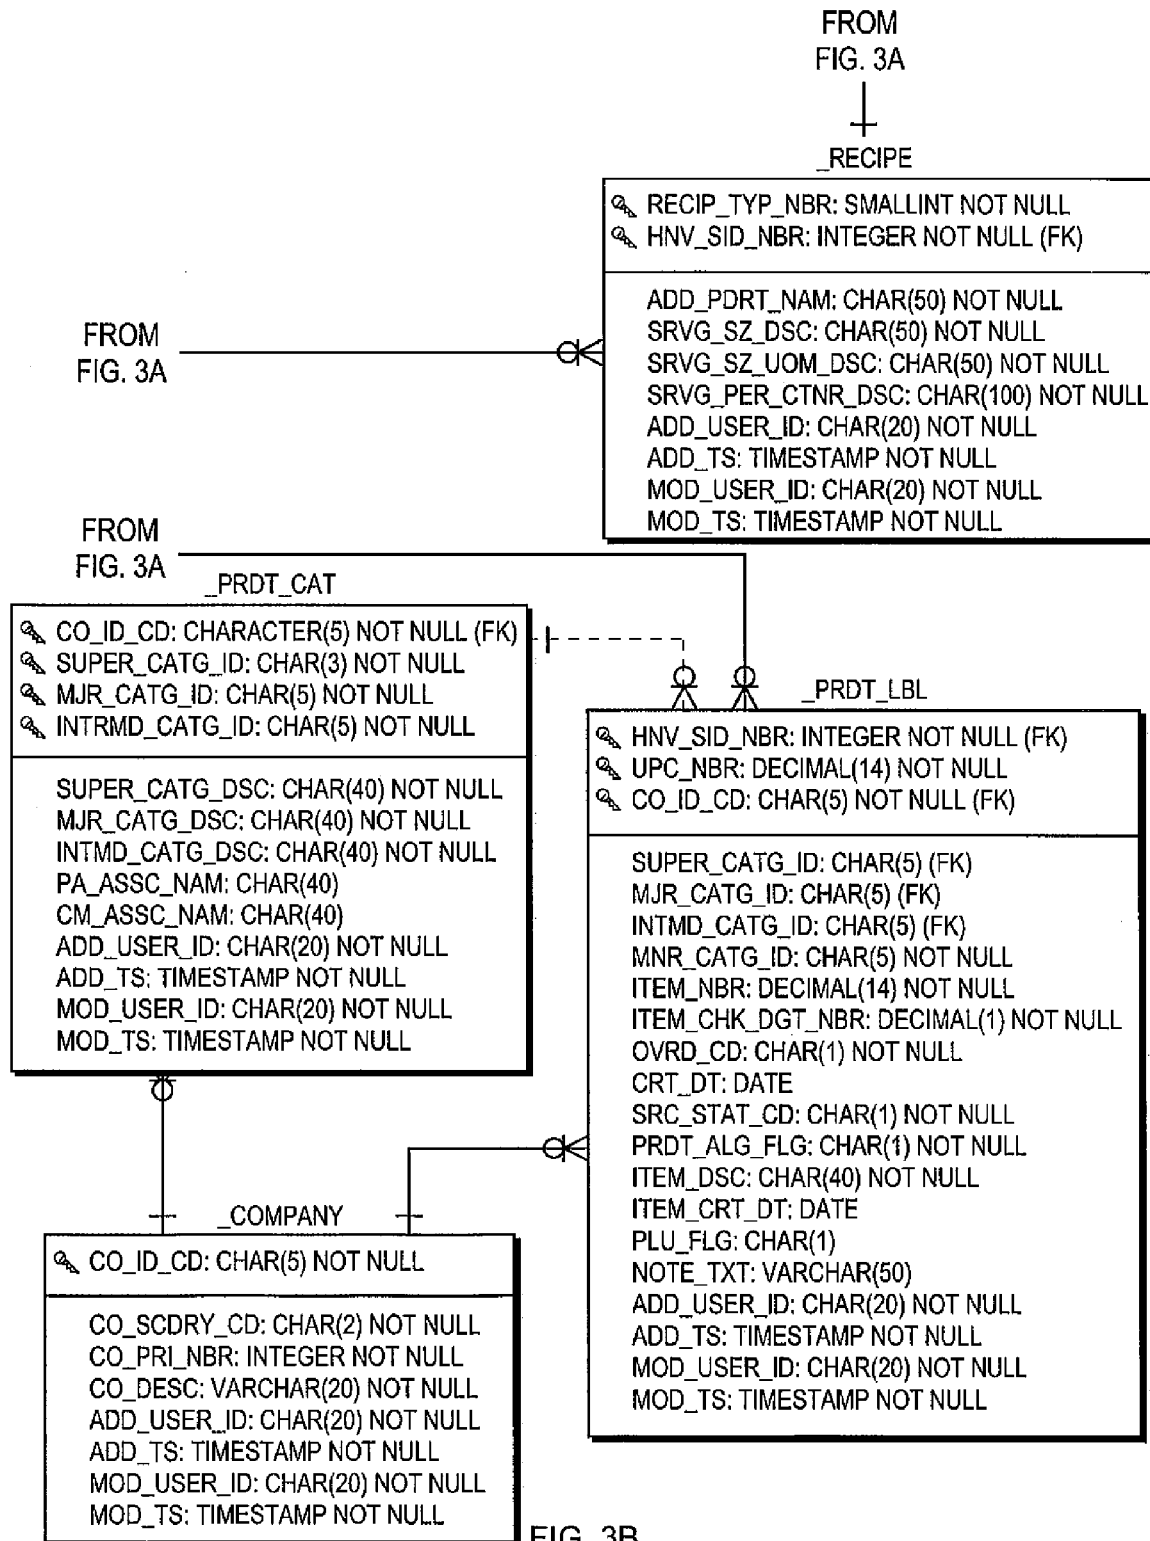 FROM
FIG. 3A
_RECIPE
RECIP_TYP_NBR: SMALLINT NOT NULL
HNV_SID_NBR: INTEGER NOT NULL (FK)
ADD_PDRT_NAM: CHAR(50) NOT NULL
SRVG_SZ_DSC: CHAR(50) NOT NULL
SRVG_SZ_UOM_DSC: CHAR(50) NOT NULL
SRVG_PER_CTNR_DSC: CHAR(100) NOT NULL
ADD_USER_ID: CHAR(20) NOT NULL
ADD_TS: TIMESTAMP NOT NULL
MOD_USER_ID: CHAR(20) NOT NULL
MOD_TS: TIMESTAMP NOT NULL
FROM
FIG. 3A
FROM
FIG. 3A
_PRDT_CAT
CO_ID_CD: CHARACTER(5) NOT NULL (FK)
SUPER_CATG_ID: CHAR(3) NOT NULL
MJR_CATG_ID: CHAR(5) NOT NULL
INTRMD_CATG_ID: CHAR(5) NOT NULL
SUPER_CATG_DSC: CHAR(40) NOT NULL
MJR_CATG_DSC: CHAR(40) NOT NULL
INTMD_CATG_DSC: CHAR(40) NOT NULL
PA_ASSC_NAM: CHAR(40)
CM_ASSC_NAM: CHAR(40)
ADD_USER_ID: CHAR(20) NOT NULL
ADD_TS: TIMESTAMP NOT NULL
MOD_USER_ID: CHAR(20) NOT NULL
MOD_TS: TIMESTAMP NOT NULL
_PRDT_LBL
HNV_SID_NBR: INTEGER NOT NULL (FK)
UPC_NBR: DECIMAL(14) NOT NULL
CO_ID_CD: CHAR(5) NOT NULL (FK)
SUPER_CATG_ID: CHAR(5) (FK)
MJR_CATG_ID: CHAR(5) (FK)
INTMD_CATG_ID: CHAR(5) (FK)
MNR_CATG_ID: CHAR(5) NOT NULL
ITEM_NBR: DECIMAL(14) NOT NULL
ITEM_CHK_DGT_NBR: DECIMAL(1) NOT NULL
OVRD_CD: CHAR(1) NOT NULL
CRT_DT: DATE
SRC_STAT_CD: CHAR(1) NOT NULL
PRDT_ALG_FLG: CHAR(1) NOT NULL
ITEM_DSC: CHAR(40) NOT NULL
ITEM_CRT_DT: DATE
PLU_FLG: CHAR(1)
NOTE_TXT: VARCHAR(50)
ADD_USER_ID: CHAR(20) NOT NULL
ADD_TS: TIMESTAMP NOT NULL
MOD_USER_ID: CHAR(20) NOT NULL
MOD_TS: TIMESTAMP NOT NULL
_COMPANY
CO_ID_CD: CHAR(5) NOT NULL
CO_SCDRY_CD: CHAR(2) NOT NULL
CO_PRI_NBR: INTEGER NOT NULL
CO_DESC: VARCHAR(20) NOT NULL
ADD_USER_ID: CHAR(20) NOT NULL
ADD_TS: TIMESTAMP NOT NULL
MOD_USER_ID: CHAR(20) NOT NULL
MOD_TS: TIMESTAMP NOT NULL
FIG. 3B